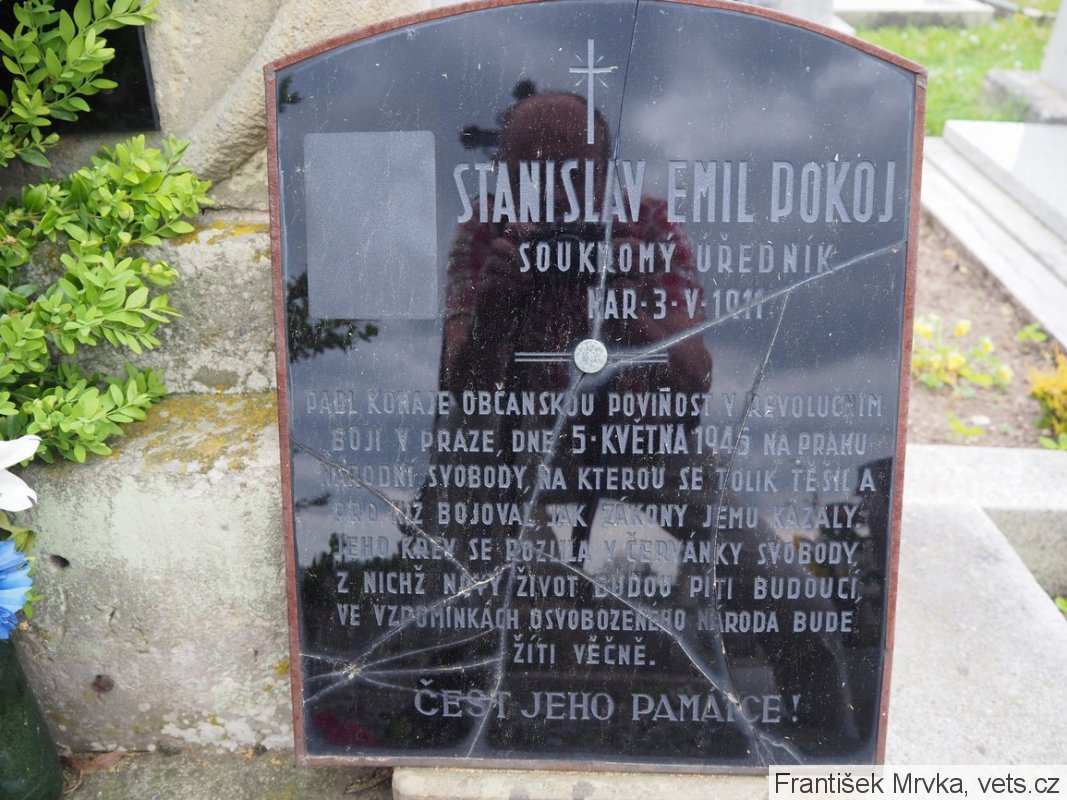 STANISLAV EMIL POKOJ
SOUKROMÝ ÚŘEDNÍK
NAR·3·V·1911
PADL KONAJE OBČANSKOU POVIŇOST V REVOLUČNÍM
BOJI V PRAZE, DNE 5·KVĚTNA 1945 NA PRAHU
NÁRODNÍ SVOBODY, NA KTEROU SE TOLIK TĚŠIL A
PRO NIŽ BOJOVAL JAK ZÁKONY JEMU KÁZALY.
JEHO KREV SE ROZLILA V ČERVÁNKY SVOBODY,
Z NICHŽ NOVÝ ŽIVOT BUDOU PÍTI BUDOUCÍ,
VE VZPOMÍNKÁCH OSVOBOZENÉHO NÁRODA BUDE
ŽÍTI VĚČNĚ.
ČEST JEHO PAMÁTCE!
František Mrvka, vets.cz